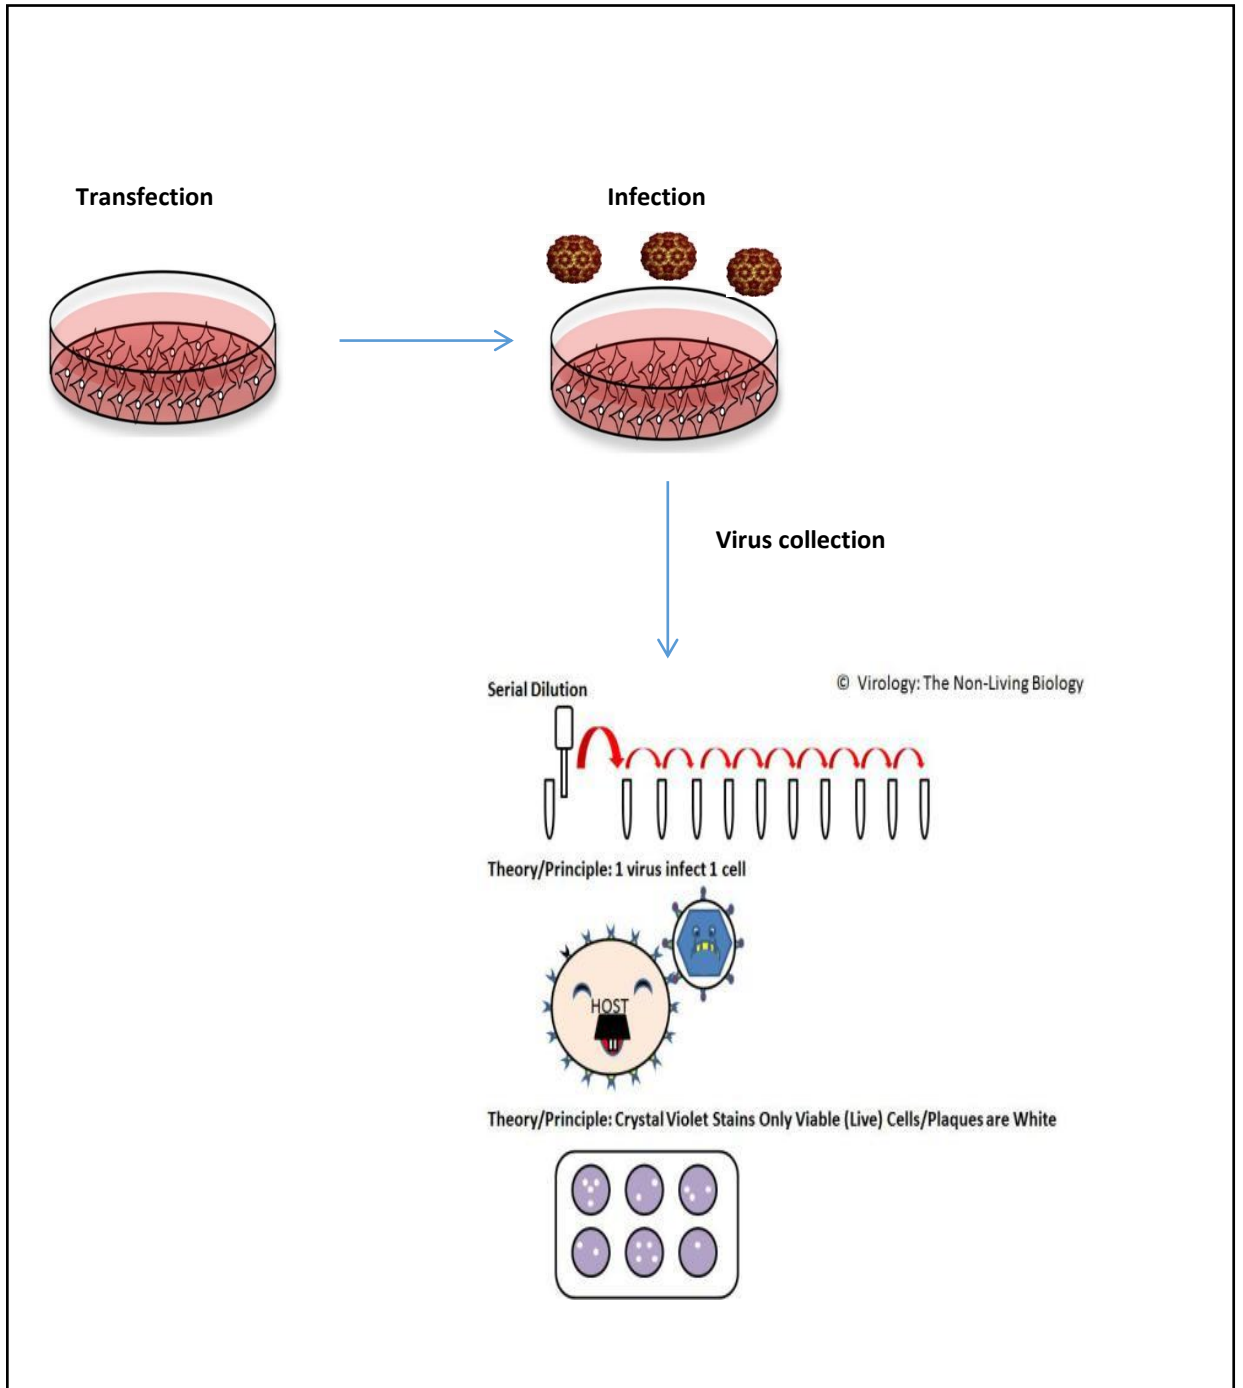 Transfection
Infection
Virus collection
Serial Dilution
© Virology: The Non-Living Biology
Theory/Principle: 1 virus infect 1 cell
HOST
Theory/Principle: Crystal Violet Stains Only Viable (Live) Cells/Plaques are White